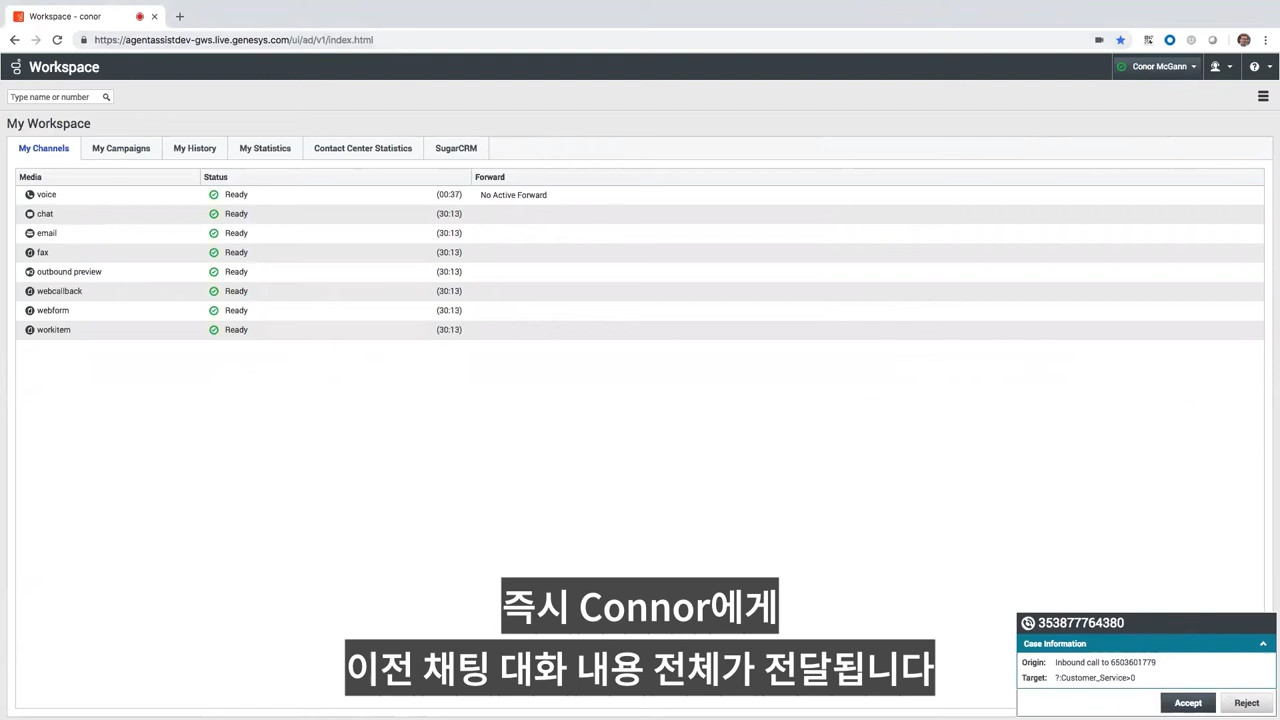 Workspace - conor
https://agentassistdev-gws.live.genesys.com/ui/ad/v1/index.html
Workspace
Conor McGann
Type name or number
My Workspace
My Channels My Campaigns My History My Statistics Contact Center Statistics SugarCRM
Media Status Forward
voice Ready (00:37) No Active Forward
chat Ready (30:13)
email Ready (30:13)
fax Ready (30:13)
outbound preview Ready (30:13)
webcallback Ready (30:13)
webform Ready (30:13)
workitem Ready (30:13)
즉시 Connor에게
이전 채팅 대화 내용 전체가 전달됩니다
353877764380
Case Information
Origin: Inbound call to 6503601779
Target: ?:Customer_Service>0
Accept Reject